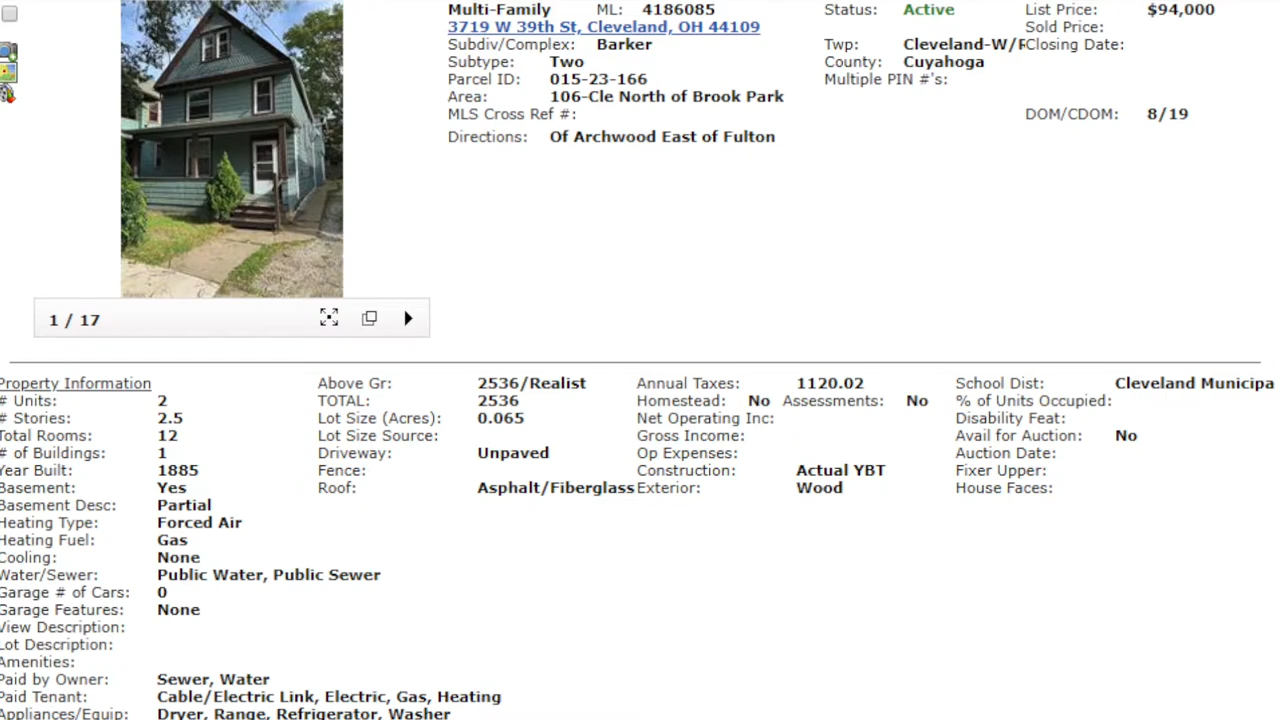 Multi-Family ML: 4186085 Status: Active List Price: $94,000
3719 W 39th St, Cleveland, OH 44109 Sold Price:
Subdiv/Complex: Barker Twp: Cleveland-W/F Closing Date:
Subtype: Two County: Cuyahoga
Parcel ID: 015-23-166 Multiple PIN #'s:
Area: 106-Cle North of Brook Park
MLS Cross Ref #: DOM/CDOM: 8/19
Directions: Of Archwood East of Fulton
1 / 17
Property Information Above Gr: 2536/Realist Annual Taxes: 1120.02 School Dist: Cleveland Municipa
# Units: 2 TOTAL: 2536 Homestead: No Assessments: No % of Units Occupied:
# Stories: 2.5 Lot Size (Acres): 0.065 Net Operating Inc: Disability Feat:
Total Rooms: 12 Lot Size Source: Gross Income: Avail for Auction: No
# of Buildings: 1 Driveway: Unpaved Op Expenses: Auction Date:
Year Built: 1885 Fence: Construction: Actual YBT Fixer Upper:
Basement: Yes Roof: Asphalt/Fiberglass Exterior: Wood House Faces:
Basement Desc: Partial
Heating Type: Forced Air
Heating Fuel: Gas
Cooling: None
Water/Sewer: Public Water, Public Sewer
Garage # of Cars: 0
Garage Features: None
View Description:
Lot Description:
Amenities:
Paid by Owner: Sewer, Water
Paid Tenant: Cable/Electric Link, Electric, Gas, Heating
Appliances/Equip: Dryer, Range, Refrigerator, Washer